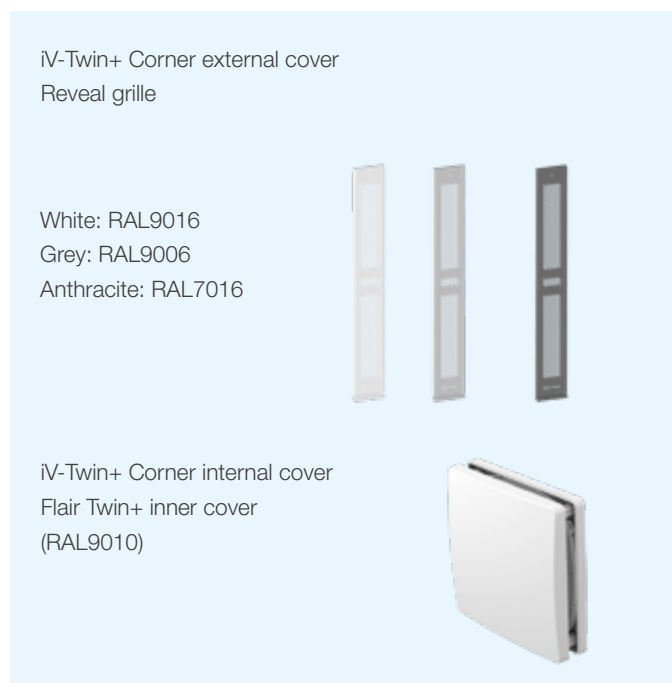 iV-Twin+ Corner external cover
Reveal grille
White: RAL9016
Grey: RAL9006
Anthracite: RAL7016
iV-Twin+ Corner internal cover
Flair Twin+ inner cover
(RAL9010)